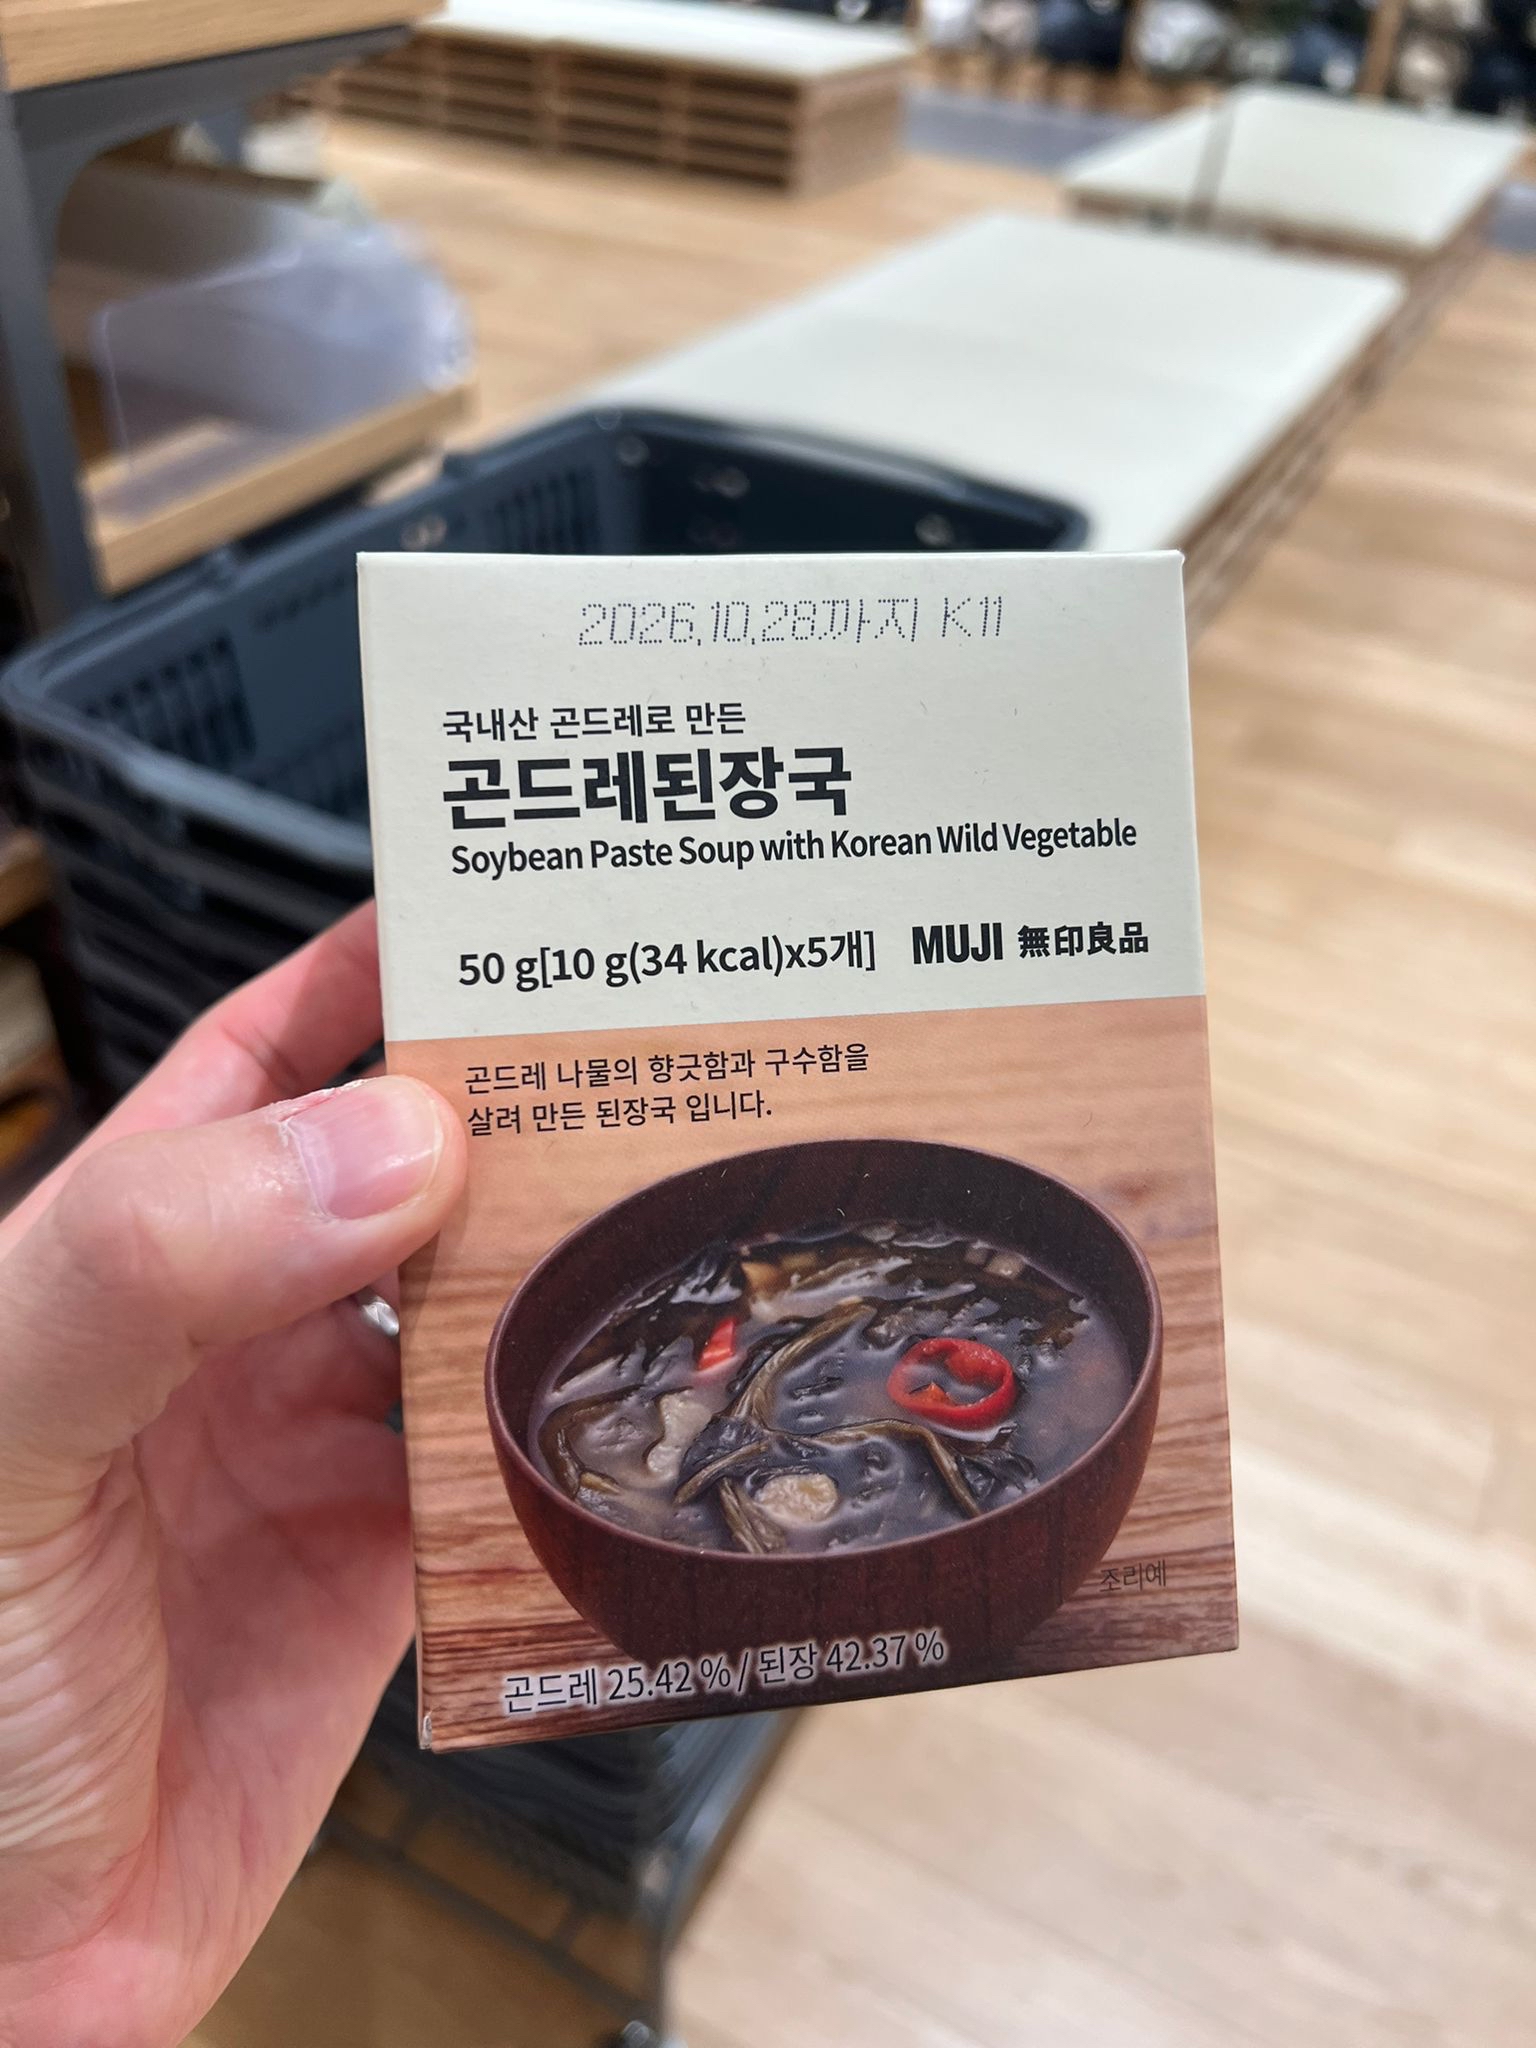 2026.10.28까지 K11
국내산 곤드레로 만든
곤드레된장국
Soybean Paste Soup with Korean Wild Vegetable
50 g[10 g(34 kcal)x5개] MUJI 無印良品
곤드레 나물의 향긋함과 구수함을
살려 만든 된장국 입니다.
조리예
곤드레 25.42 % / 된장 42.37 %